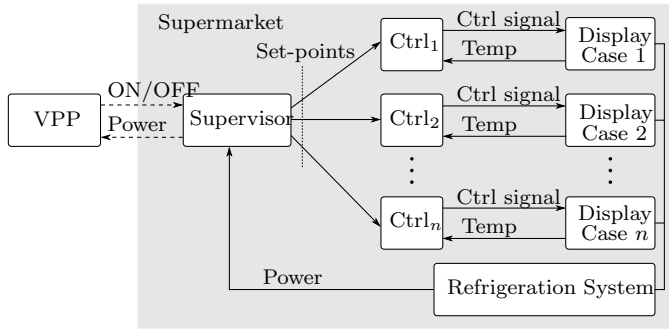 Supermarket
Set-points
ON/OFF
VPP
Power
Supervisor
Ctrl1
Ctrl signal
Temp
Display
Case 1
Ctrl2
Ctrl signal
Temp
Display
Case 2
Ctrln
Ctrl signal
Temp
Display
Case n
Power
Refrigeration System